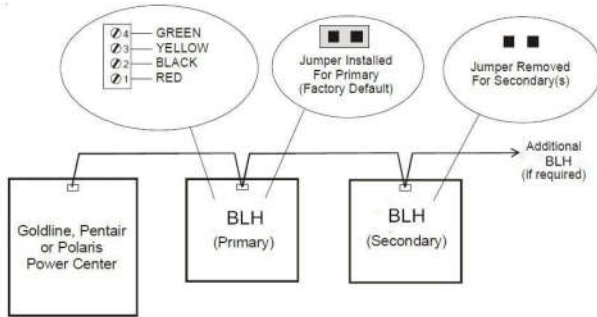 4 GREEN
3 YELLOW
2 BLACK
1 RED
Jumper Installed
For Primary
(Factory Default)
Jumper Removed
For Secondary(s)
Additional
BLH
(if required)
Goldline, Pentair
or Polaris
Power Center
BLH
(Primary)
BLH
(Secondary)